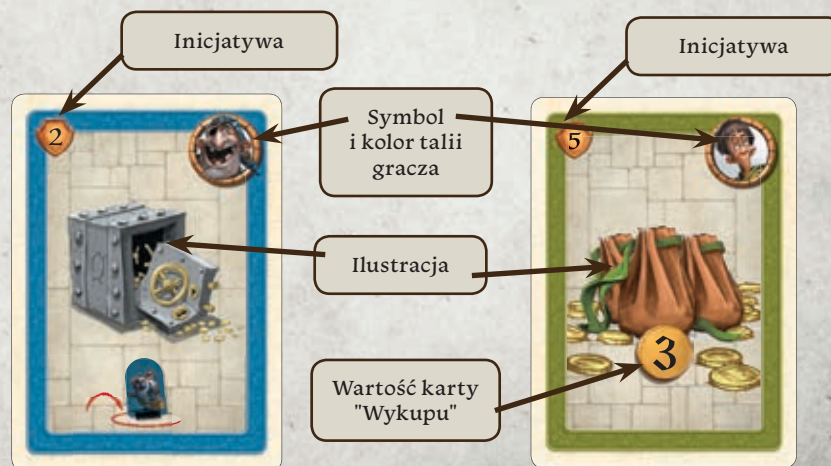 Inicjatywa
Inicjatywa
2
Symbol
i kolor talii
gracza
5
Ilustracja
3
Wartość karty
"Wykupu"